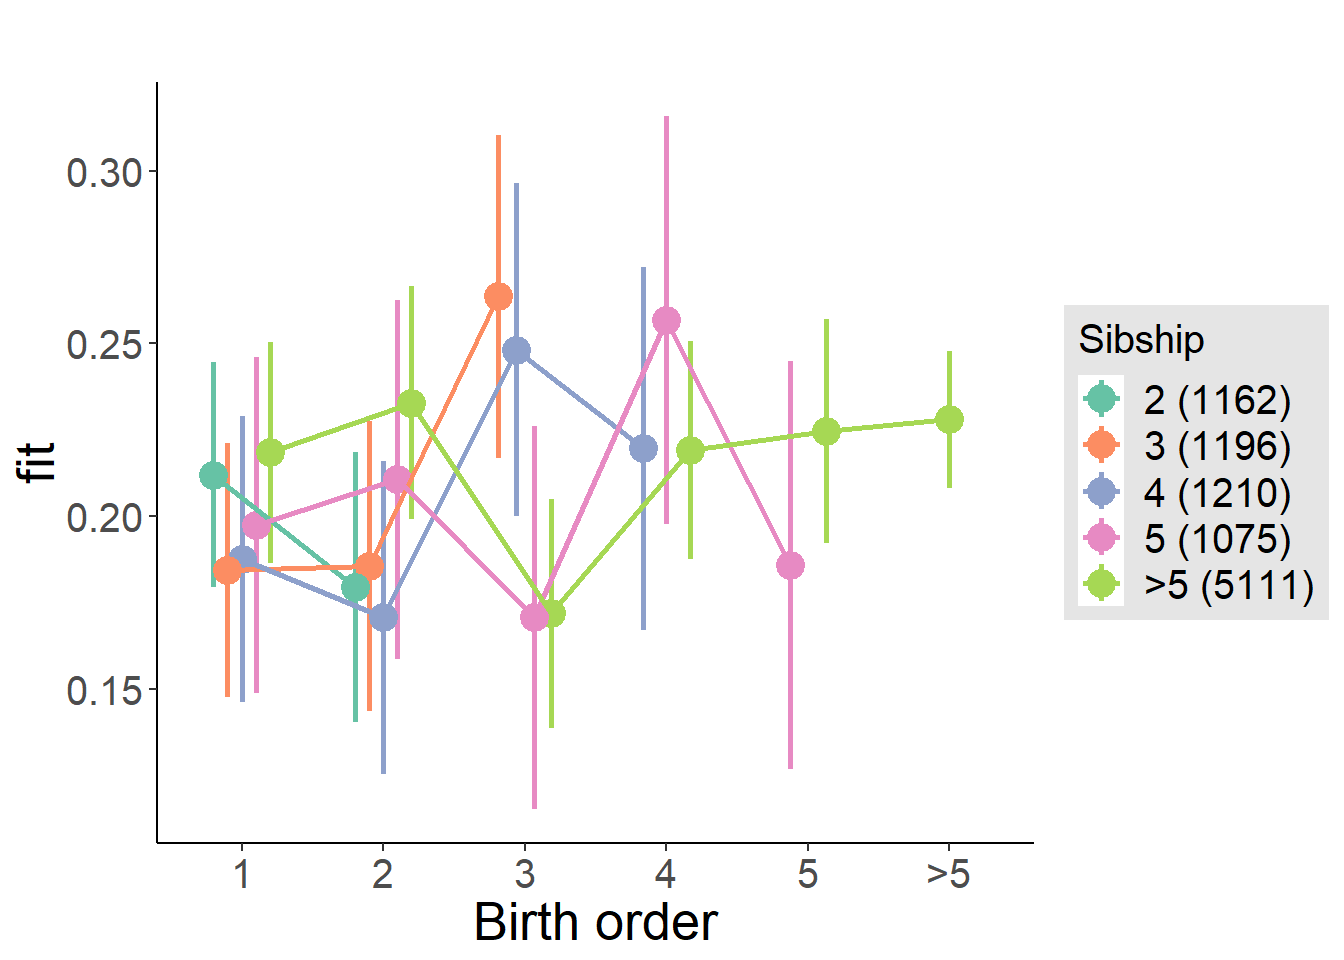 0.30
0.25
0.20
0.15
fit
1 2 3 4 5 >5
Birth order
Sibship
2 (1162)
3 (1196)
4 (1210)
5 (1075)
>5 (5111)